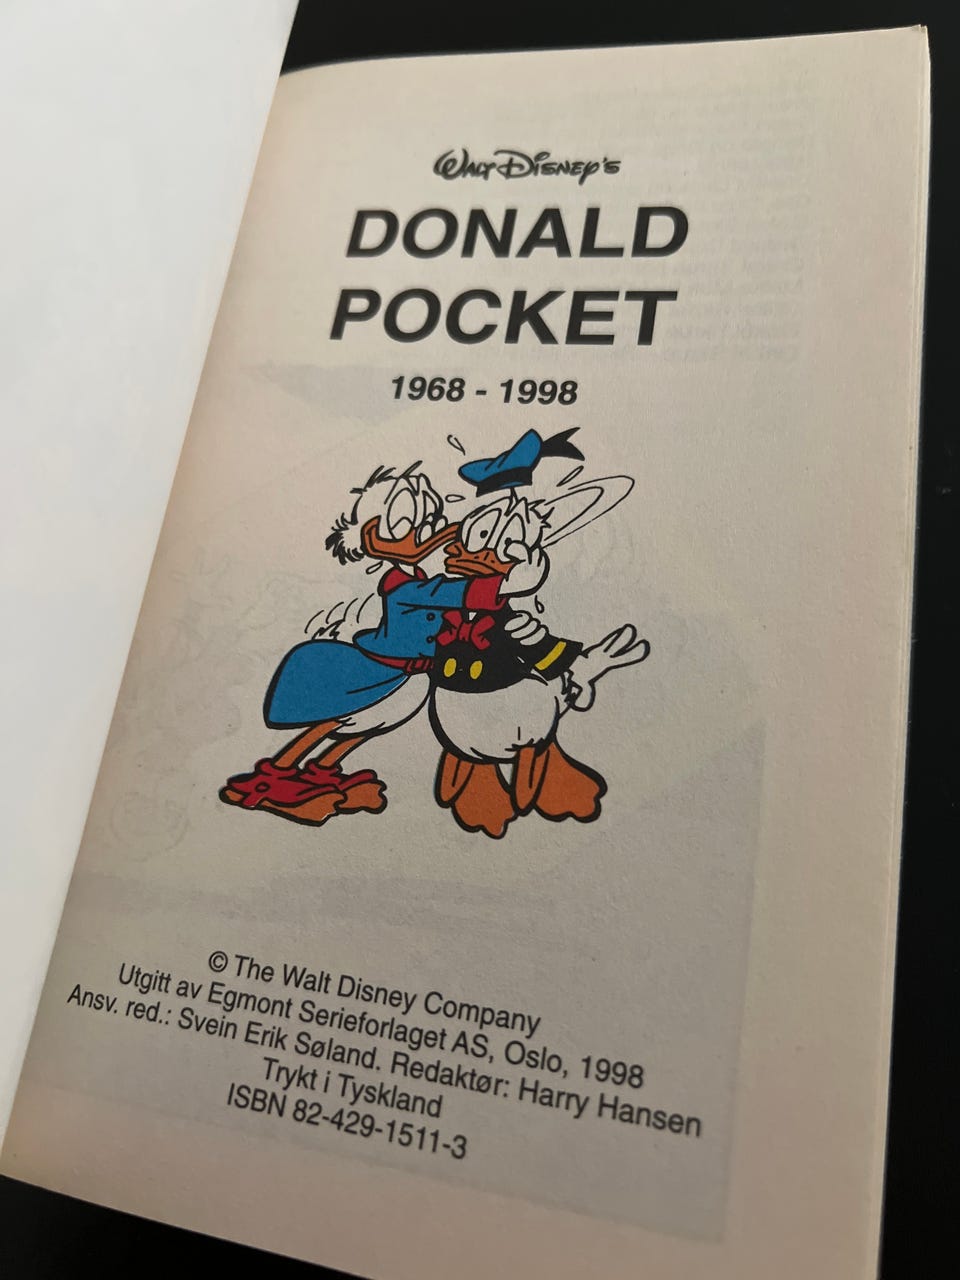 Walt Disney's
DONALD
POCKET
1968 - 1998
© The Walt Disney Company
Utgitt av Egmont Serieforlaget AS, Oslo, 1998
Ansv. red.: Svein Erik Søland. Redaktør: Harry Hansen
Trykt i Tyskland
ISBN 82-429-1511-3